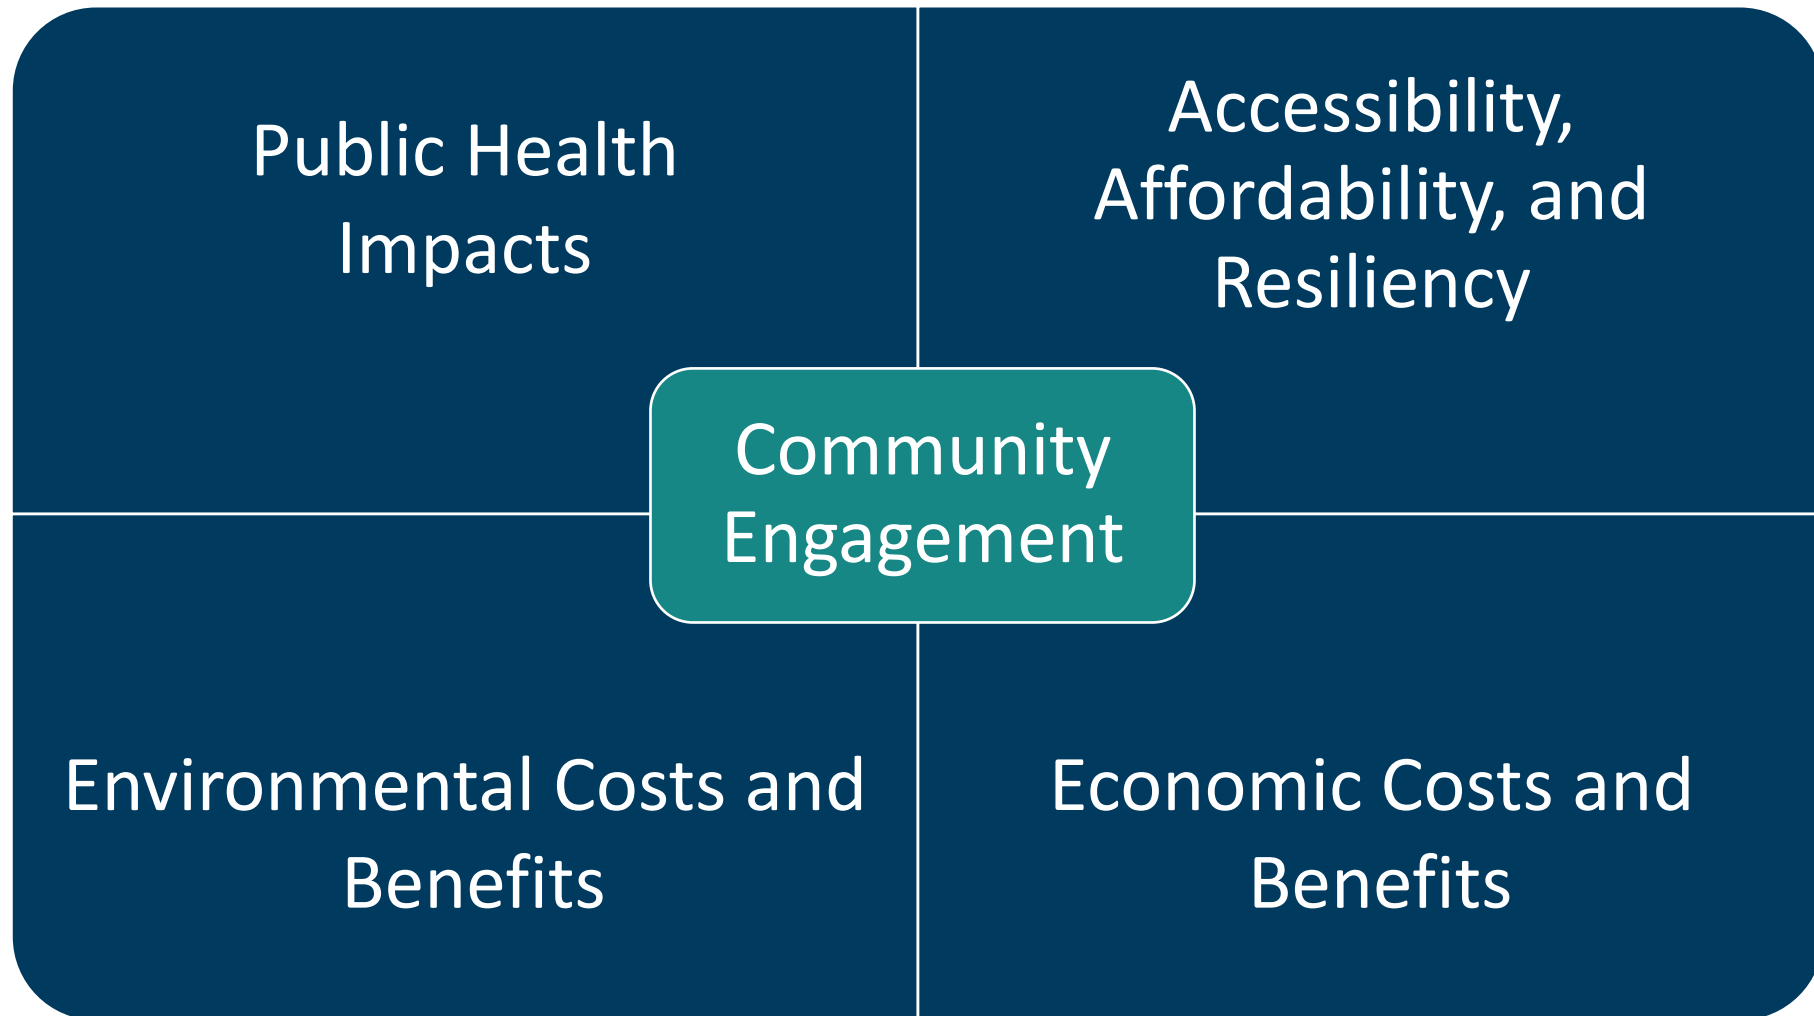 Public Health
Impacts
Accessibility,
Affordability, and
Resiliency
Community
Engagement
Environmental Costs and
Benefits
Economic Costs and
Benefits